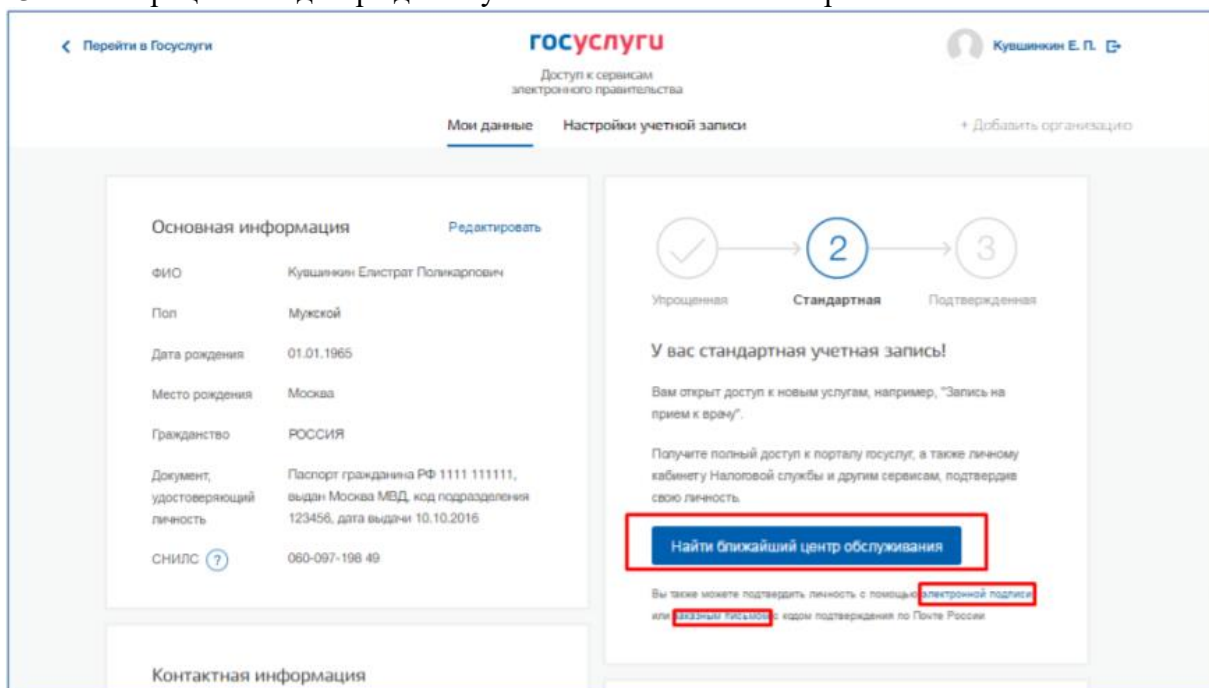 Перейти в Госуслуги
госуслуги
Кувшинкин Е. П.
Доступ к сервисам
электронного правительства
Мои данные Настройки учетной записи + Добавить организацию
Основная информация Редактировать
ФИО Кувшинкин Елистрат Поликарпович
Пол Мужской
Дата рождения 01.01.1965
Место рождения Москва
Гражданство РОССИЯ
Документ, удостоверяющий личность
Паспорт гражданина РФ 1111 111111,
выдан Москва МВД, код подразделения
123456, дата выдачи 10.10.2016
СНИЛС ? 060-097-198 49
Контактная информация
2 3
Упрощенная Стандартная Подтвержденная
У вас стандартная учетная запись!
Вам открыт доступ к новым услугам, например, "Запись на
прием к врачу".
Получите полный доступ к порталу госуслуг, а также личному
кабинету Налоговой службы и другим сервисам, подтвердив
свою личность.
Найти ближайший центр обслуживания
Вы также можете подтвердить личность с помощью электронной подписи
или заказным письмом с кодом подтверждения по Почте России